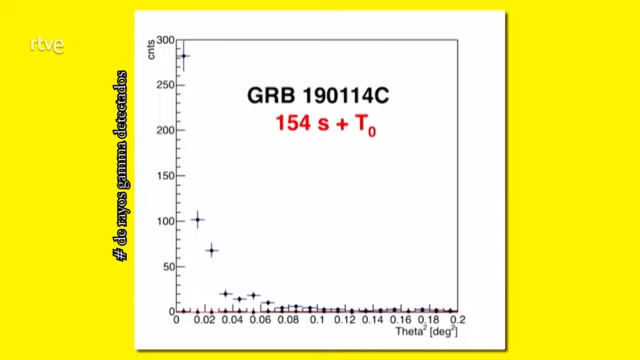 rtve
# de rayos gamma detectados
cnts
300
250
200
150
100
50
0
GRB 190114C
154 s + T0
0 0.02 0.04 0.06 0.08 0.1 0.12 0.14 0.16 0.18 0.2
Theta² [deg²]